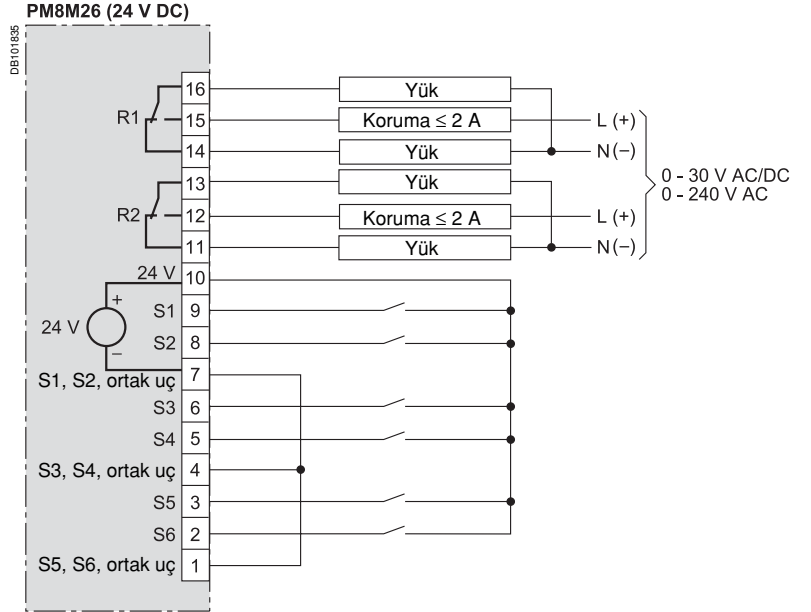 PM8M26 (24 V DC)
DB101835
16 Yük
R1 15 Koruma ≤ 2 A L (+)
14 Yük N(−)
13 Yük
0 - 30 V AC/DC
0 - 240 V AC
R2 12 Koruma ≤ 2 A L (+)
11 Yük N(−)
24 V 10
+
S1 9
24 V
S2 8
−
7
S1, S2, ortak uç
S3 6
S4 5
S3, S4, ortak uç 4
S5 3
S6 2
S5, S6, ortak uç 1